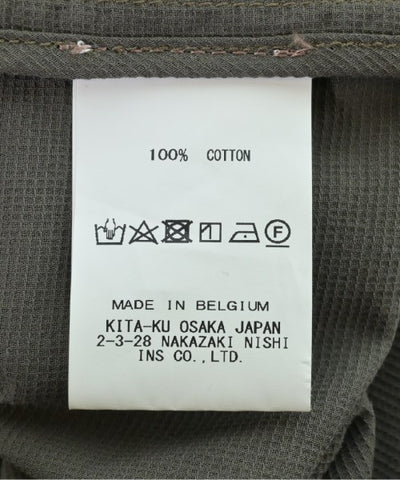 100% COTTON
F
MADE IN BELGIUM
KITA-KU OSAKA JAPAN
2-3-28 NAKAZAKI NISHI
INS CO.,LTD.